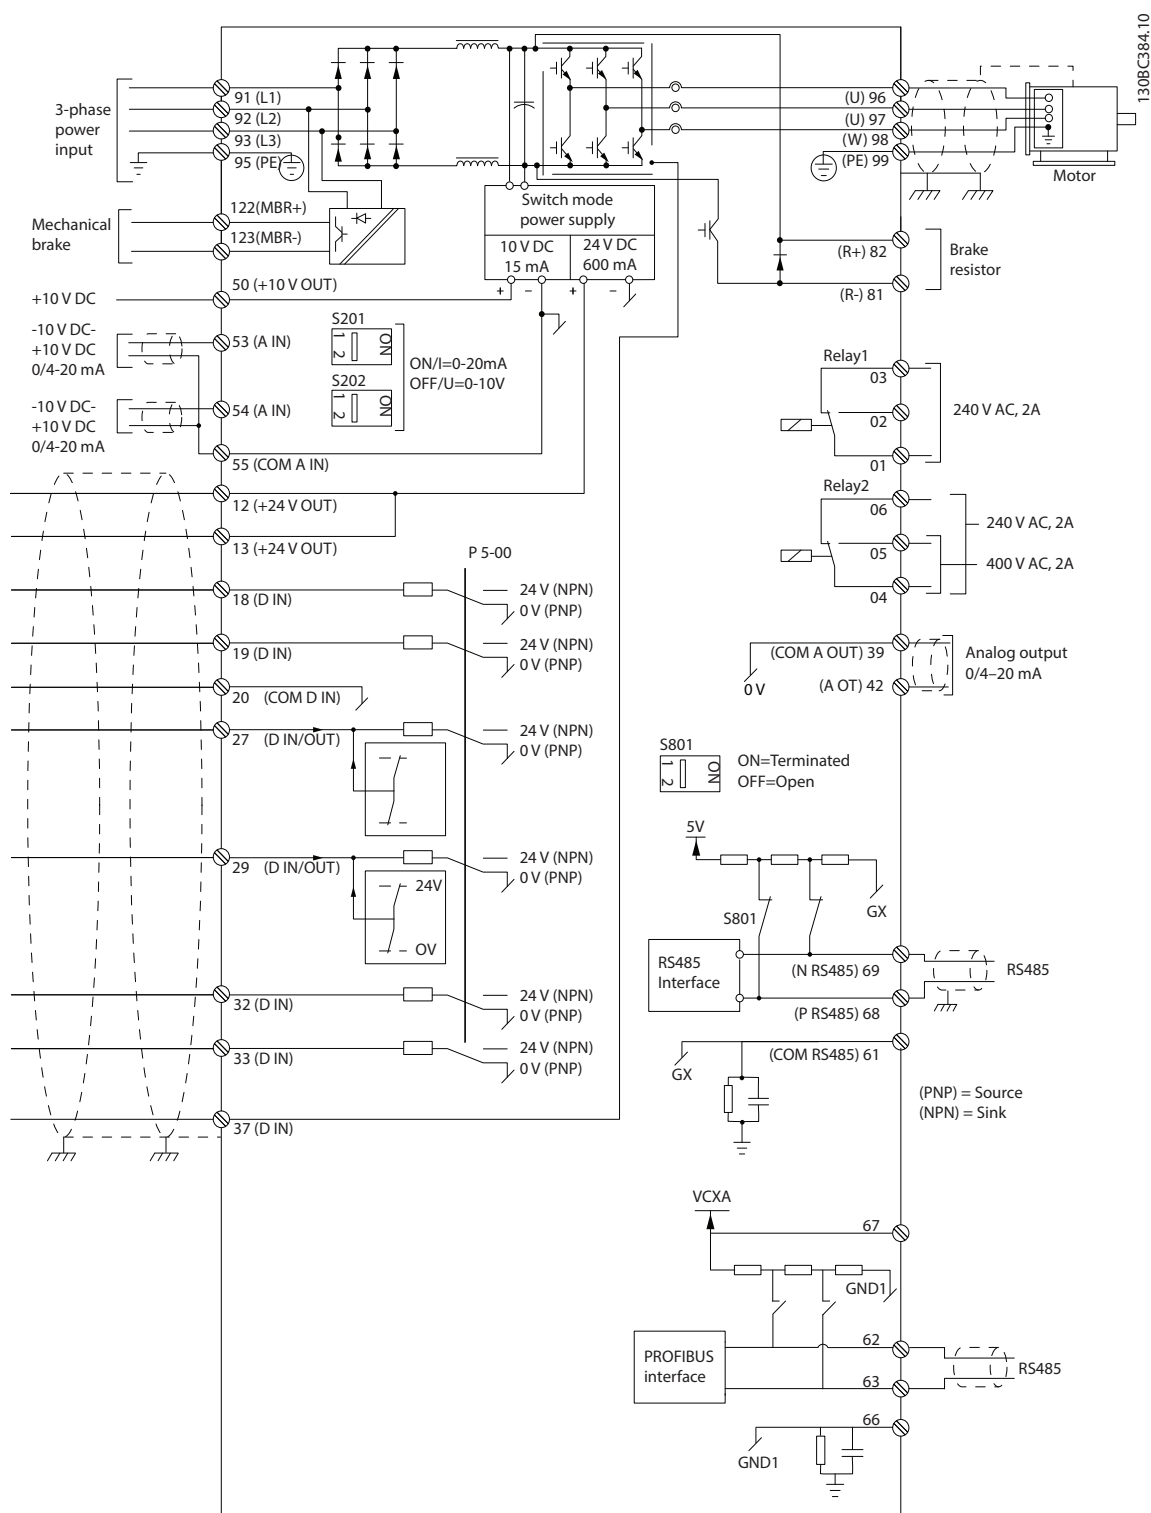 130BC384.10
3-phase
power
input
91 (L1)
92 (L2)
93 (L3)
95 (PE)
(U) 96
(U) 97
(W) 98
(PE) 99
Motor
Mechanical
brake
122(MBR+)
123(MBR-)
Switch mode
power supply
10 V DC
15 mA
24 V DC
600 mA
+
-
+
-
(R+) 82
(R-) 81
Brake
resistor
+10 V DC
50 (+10 V OUT)
-10 V DC-
+10 V DC
0/4-20 mA
53 (A IN)
S201
1
2
ON
S202
1
2
ON
ON/I=0-20mA
OFF/U=0-10V
-10 V DC-
+10 V DC
0/4-20 mA
54 (A IN)
55 (COM A IN)
12 (+24 V OUT)
13 (+24 V OUT)
Relay1
03
02
01
240 V AC, 2A
Relay2
06
05
04
240 V AC, 2A
400 V AC, 2A
P 5-00
18 (D IN)
24 V (NPN)
0 V (PNP)
19 (D IN)
24 V (NPN)
0 V (PNP)
20 (COM D IN)
27 (D IN/OUT)
24 V (NPN)
0 V (PNP)
29 (D IN/OUT)
24 V (NPN)
0 V (PNP)
24V
OV
32 (D IN)
24 V (NPN)
0 V (PNP)
33 (D IN)
24 V (NPN)
0 V (PNP)
37 (D IN)
(COM A OUT) 39
0 V
(A OT) 42
Analog output
0/4–20 mA
S801
1
2
ON
ON=Terminated
OFF=Open
5V
GX
S801
RS485
Interface
(N RS485) 69
(P RS485) 68
RS485
(COM RS485) 61
GX
(PNP) = Source
(NPN) = Sink
VCXA
67
GND1
PROFIBUS
interface
62
63
RS485
66
GND1